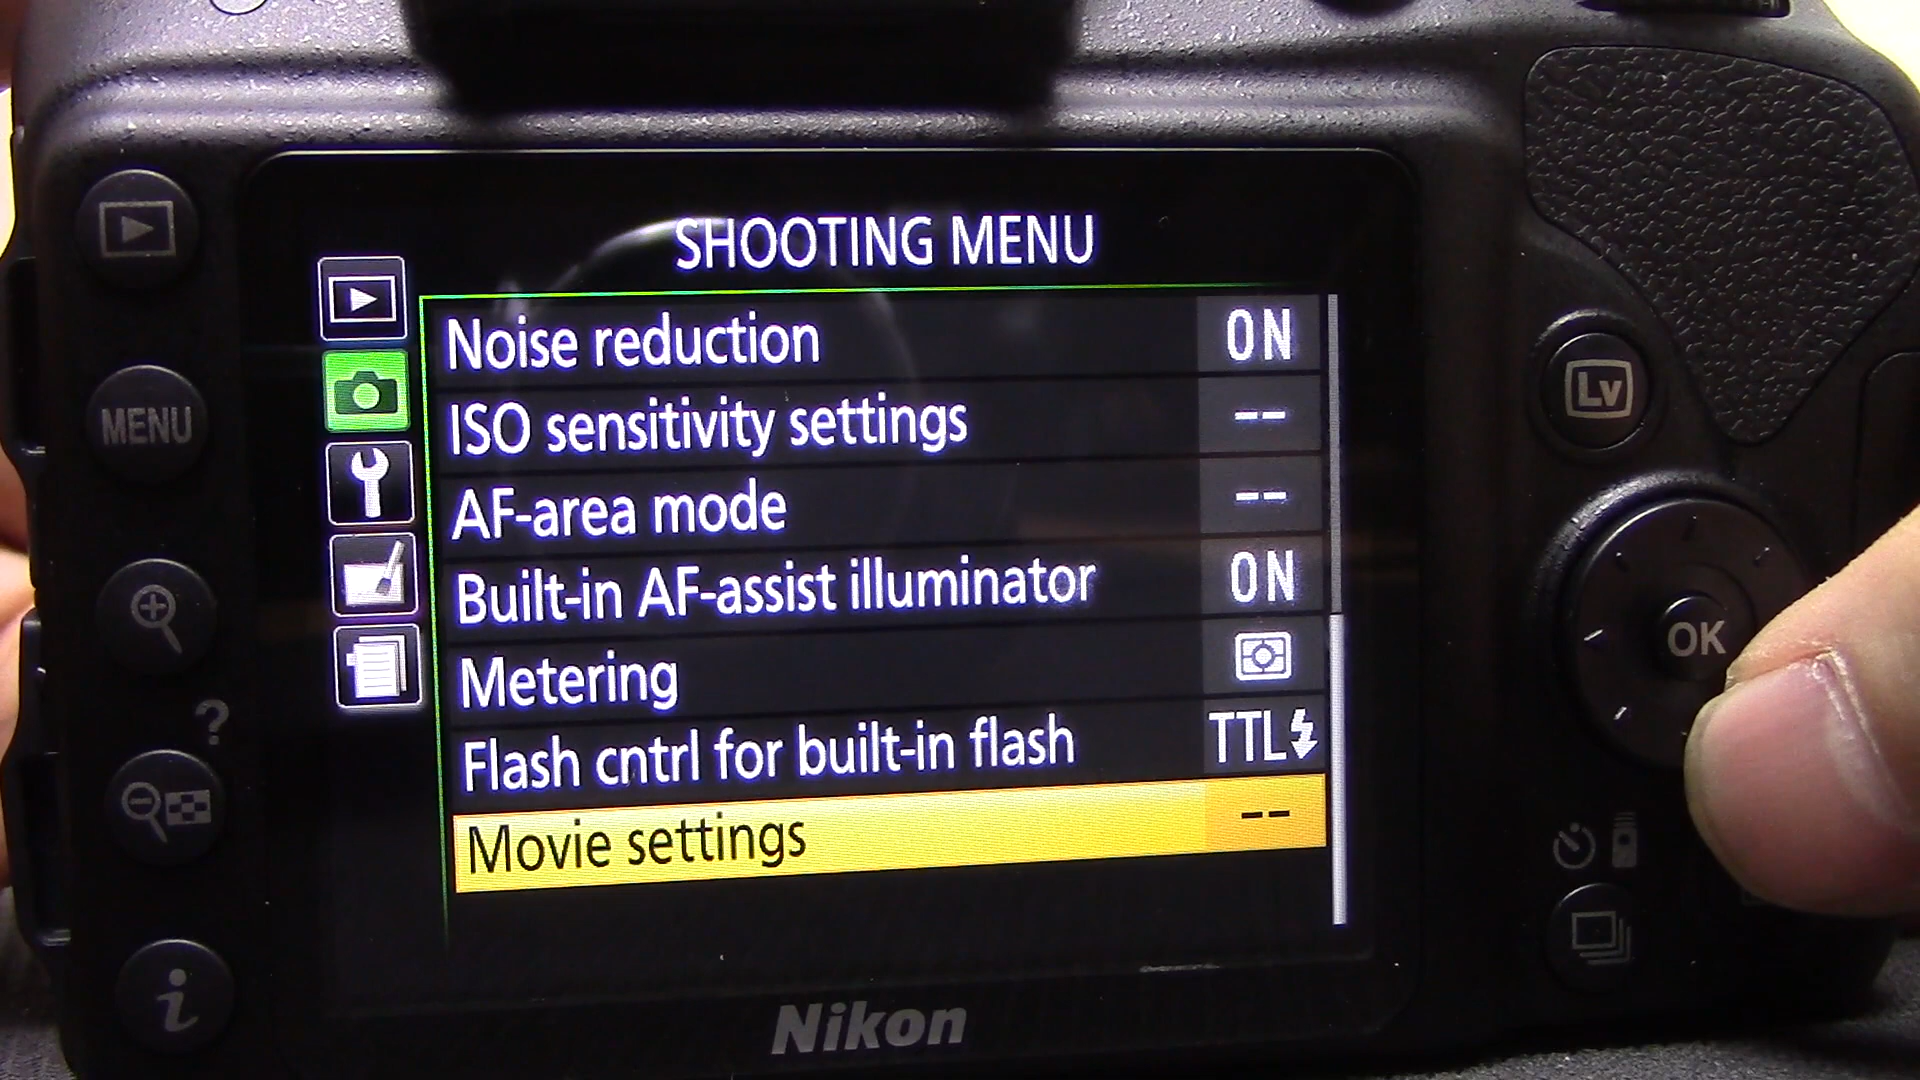 SHOOTING MENU
Noise reduction ON
ISO sensitivity settings --
AF-area mode --
Built-in AF-assist illuminator ON
Metering
Flash cntrl for built-in flash TTL
Movie settings --
MENU
?
i
Lv
OK
Nikon